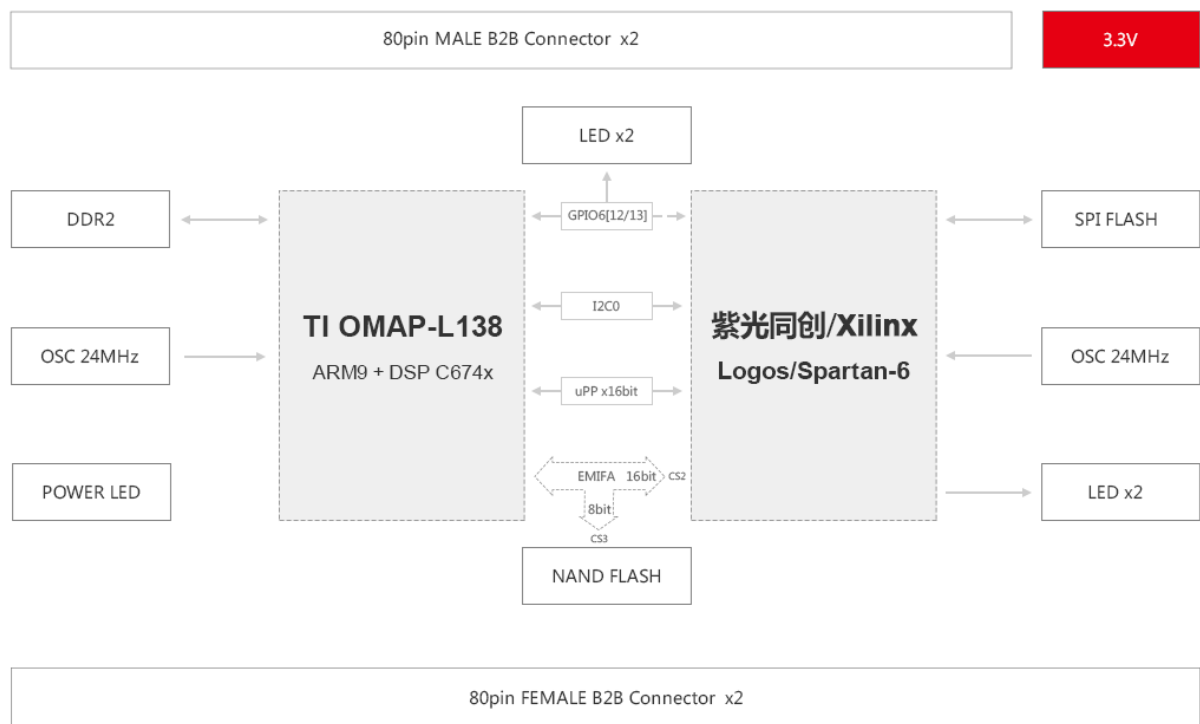 80pin MALE B2B Connector x2
3.3V
LED x2
DDR2
GPIO6[12/13]
SPI FLASH
I2C0
TI OMAP-L138
ARM9 + DSP C674x
紫光同创/Xilinx
Logos/Spartan-6
OSC 24MHz
OSC 24MHz
uPP x16bit
POWER LED
EMIFA 16bit
CS2
8bit
CS3
LED x2
NAND FLASH
80pin FEMALE B2B Connector x2